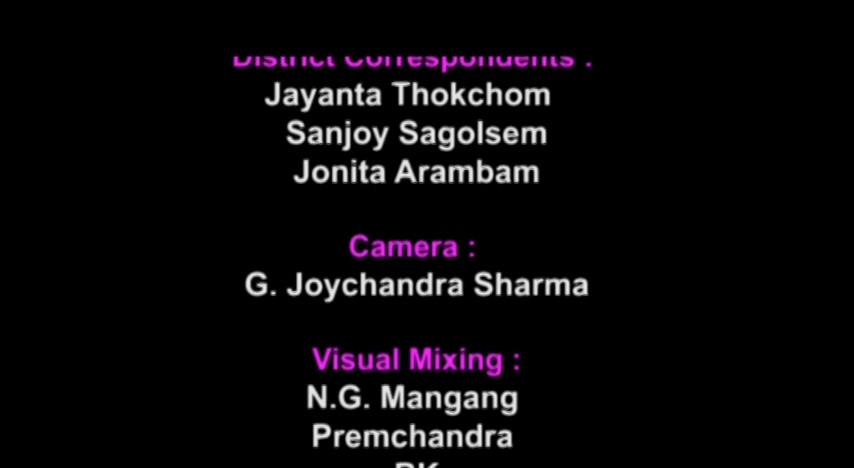 District Correspondents :
Jayanta Thokchom
Sanjoy Sagolsem
Jonita Arambam
Camera :
G. Joychandra Sharma
Visual Mixing :
N.G. Mangang
Premchandra